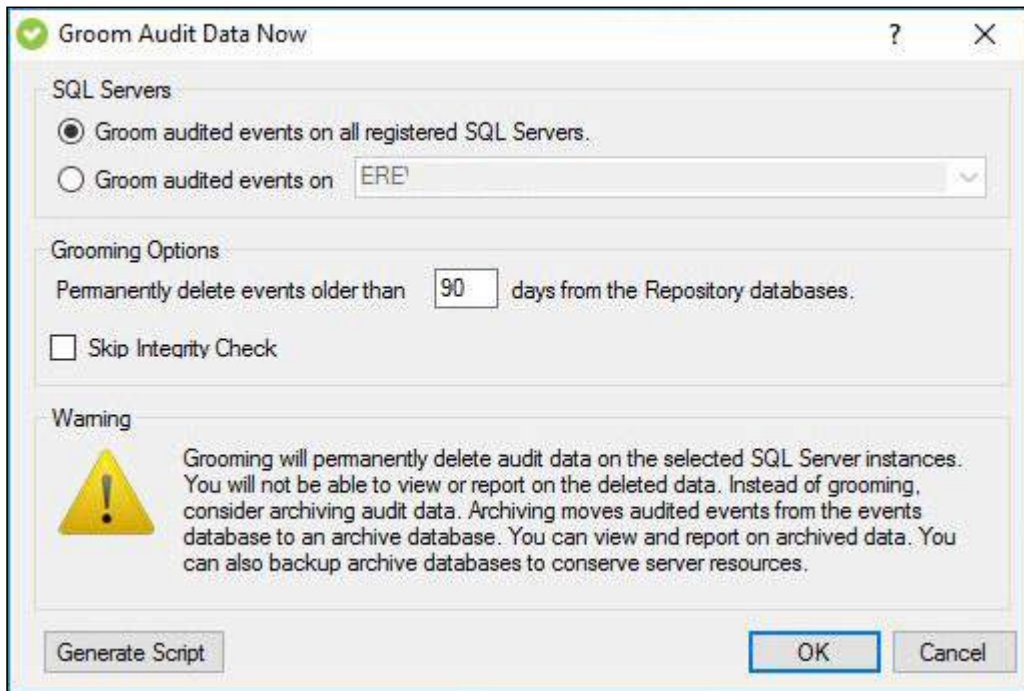 Groom Audit Data Now
?
SQL Servers
Groom audited events on all registered SQL Servers.
Groom audited events on ERE\
Grooming Options
Permanently delete events older than 90 days from the Repository databases.
Skip Integrity Check
Warning
Grooming will permanently delete audit data on the selected SQL Server instances.
You will not be able to view or report on the deleted data. Instead of grooming,
consider archiving audit data. Archiving moves audited events from the events
database to an archive database. You can view and report on archived data. You
can also backup archive databases to conserve server resources.
Generate Script OK Cancel